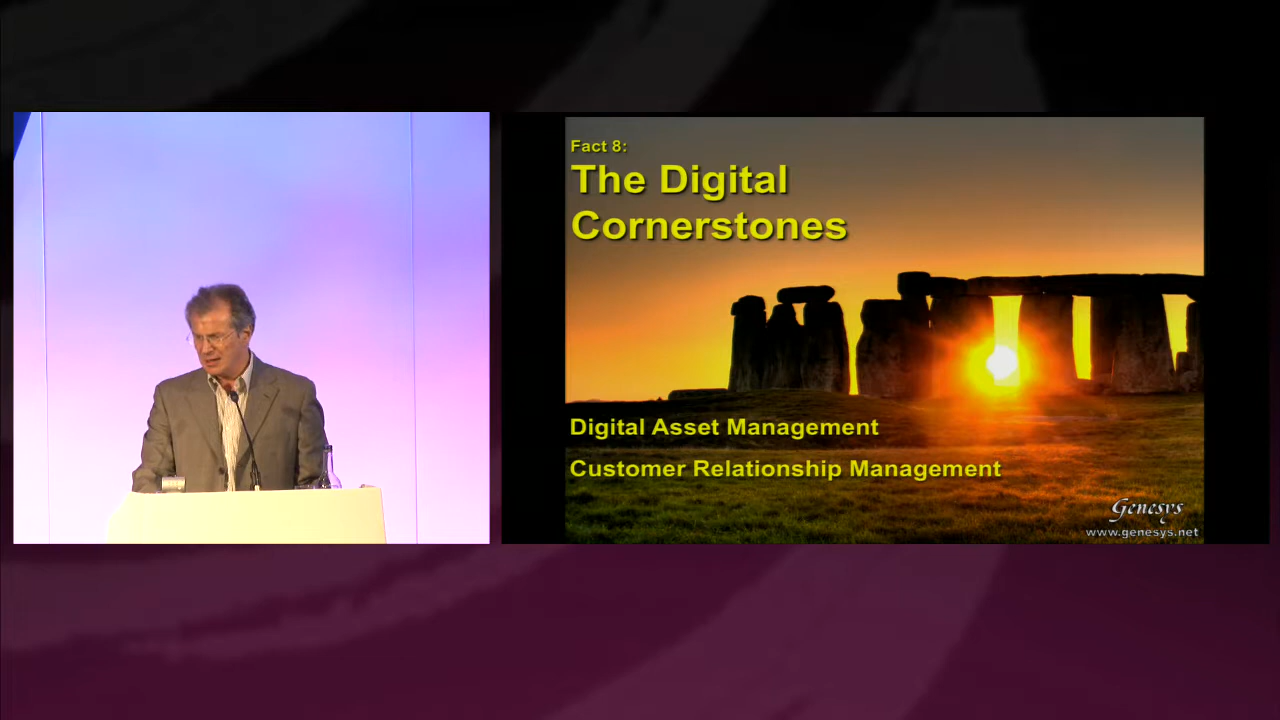 Fact 8:
The Digital
Cornerstones
Digital Asset Management
Customer Relationship Management
Genesys
www.genesys.net